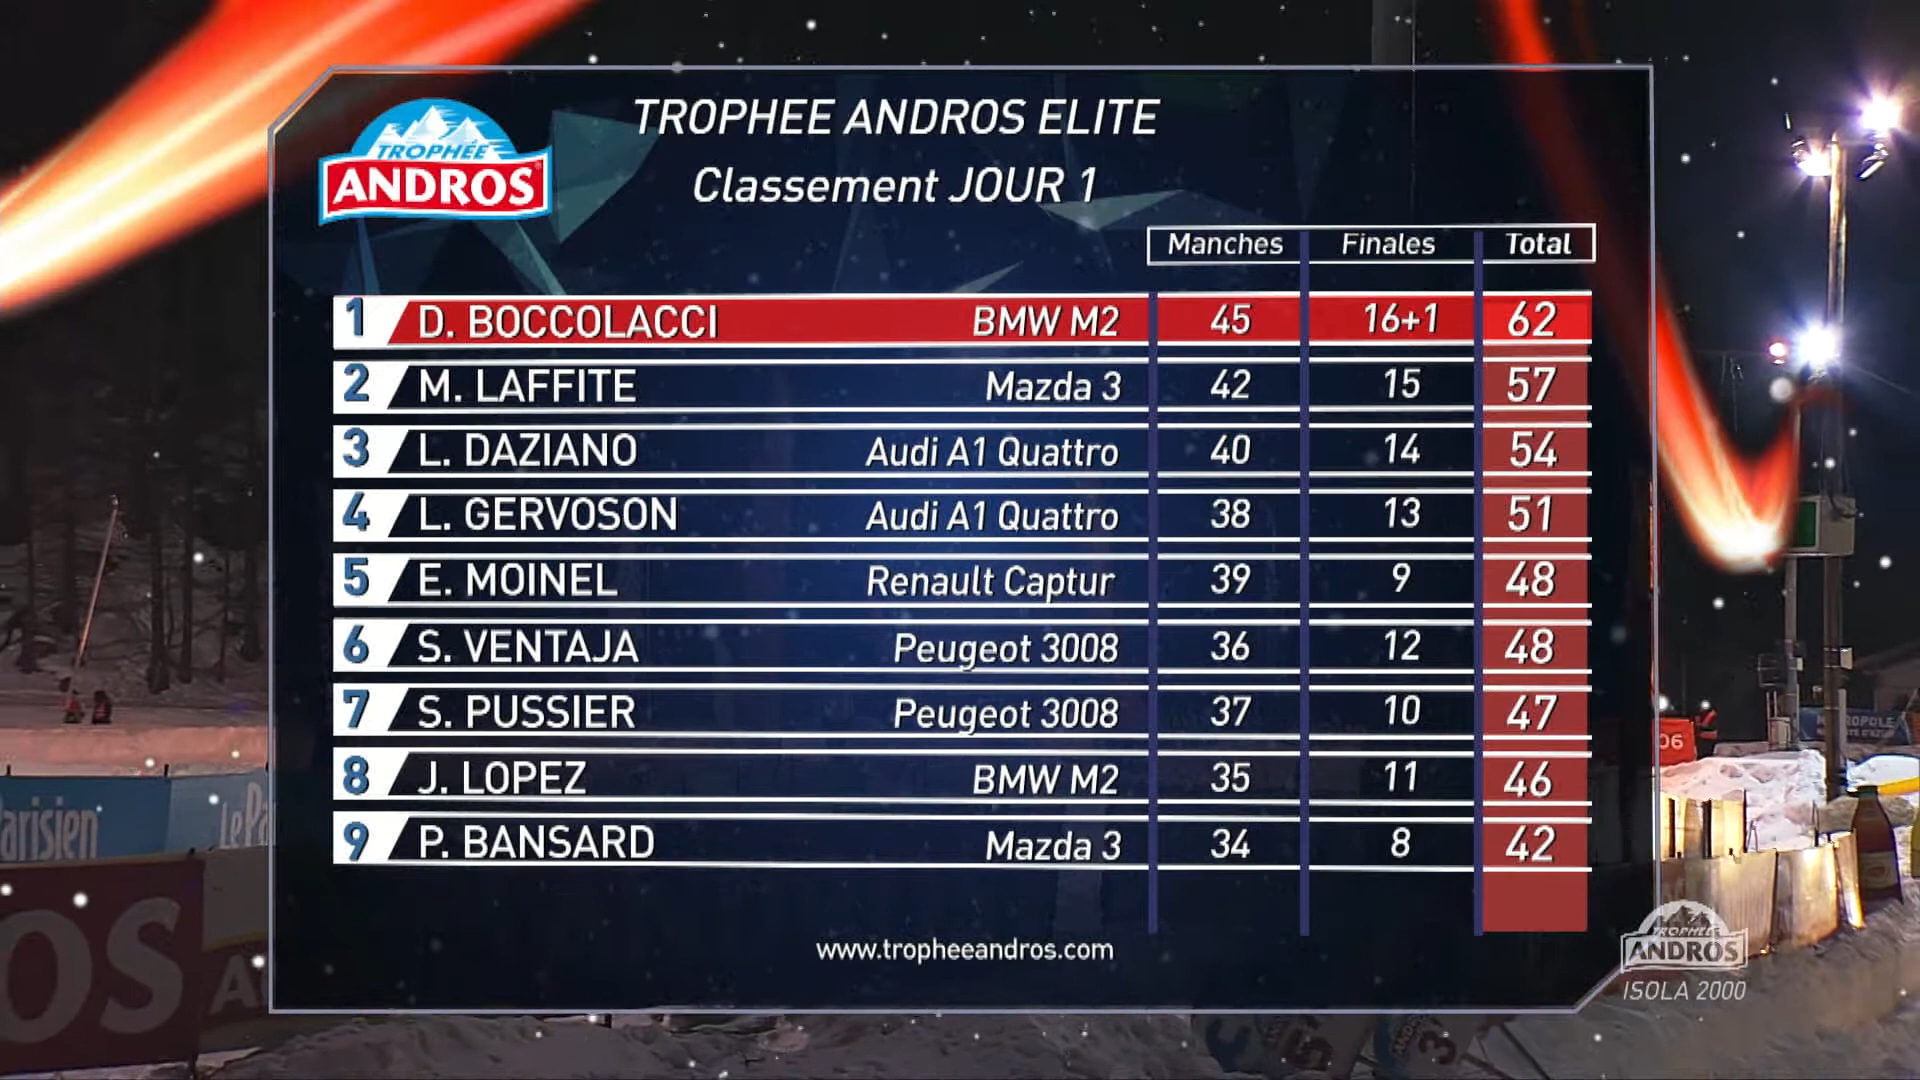 TROPHEE ANDROS ELITE
Classement JOUR 1
TROPHÉE
ANDROS
Manches Finales Total
1 D. BOCCOLACCI BMW M2 45 16+1 62
2 M. LAFFITE Mazda 3 42 15 57
3 L. DAZIANO Audi A1 Quattro 40 14 54
4 L. GERVOSON Audi A1 Quattro 38 13 51
5 E. MOINEL Renault Captur 39 9 48
6 S. VENTAJA Peugeot 3008 36 12 48
7 S. PUSSIER Peugeot 3008 37 10 47
8 J. LOPEZ BMW M2 35 11 46
9 P. BANSARD Mazda 3 34 8 42
www.tropheeandros.com
TROPHÉE
ANDROS
ISOLA 2000
06